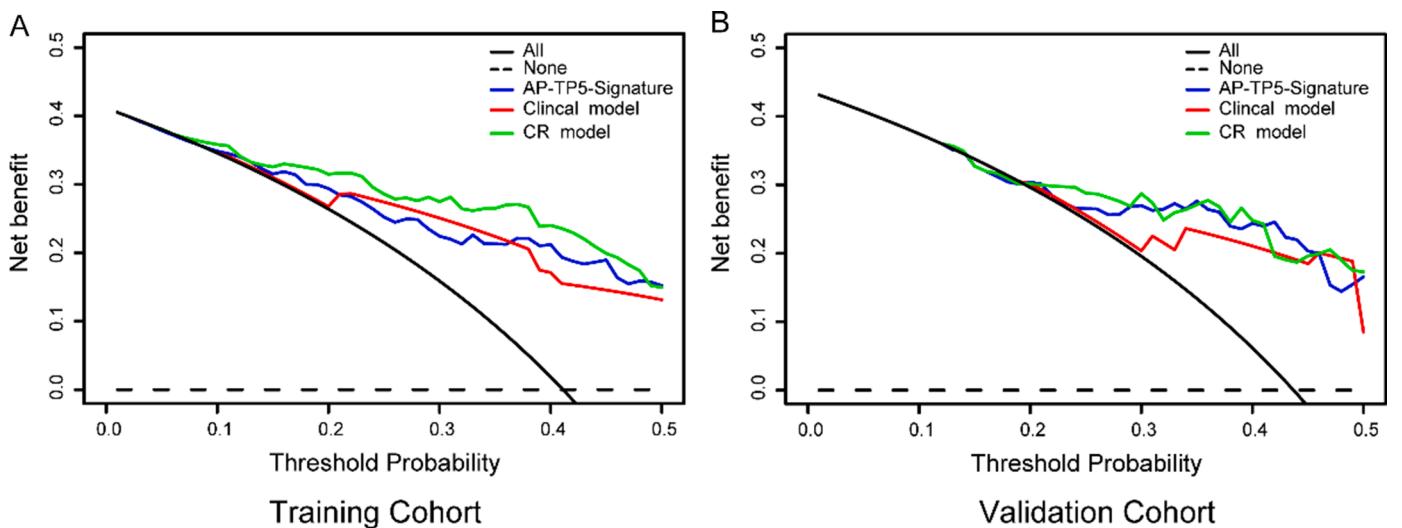 A
0.5
0.4
0.3
0.2
0.1
0.0
Net benefit
All
None
AP-TP5-Signature
Clincal model
CR model
0.0 0.1 0.2 0.3 0.4 0.5
Threshold Probability
Training Cohort
B
0.5
0.4
0.3
0.2
0.1
0.0
Net benefit
All
None
AP-TP5-Signature
Clincal model
CR model
0.0 0.1 0.2 0.3 0.4 0.5
Threshold Probability
Validation Cohort